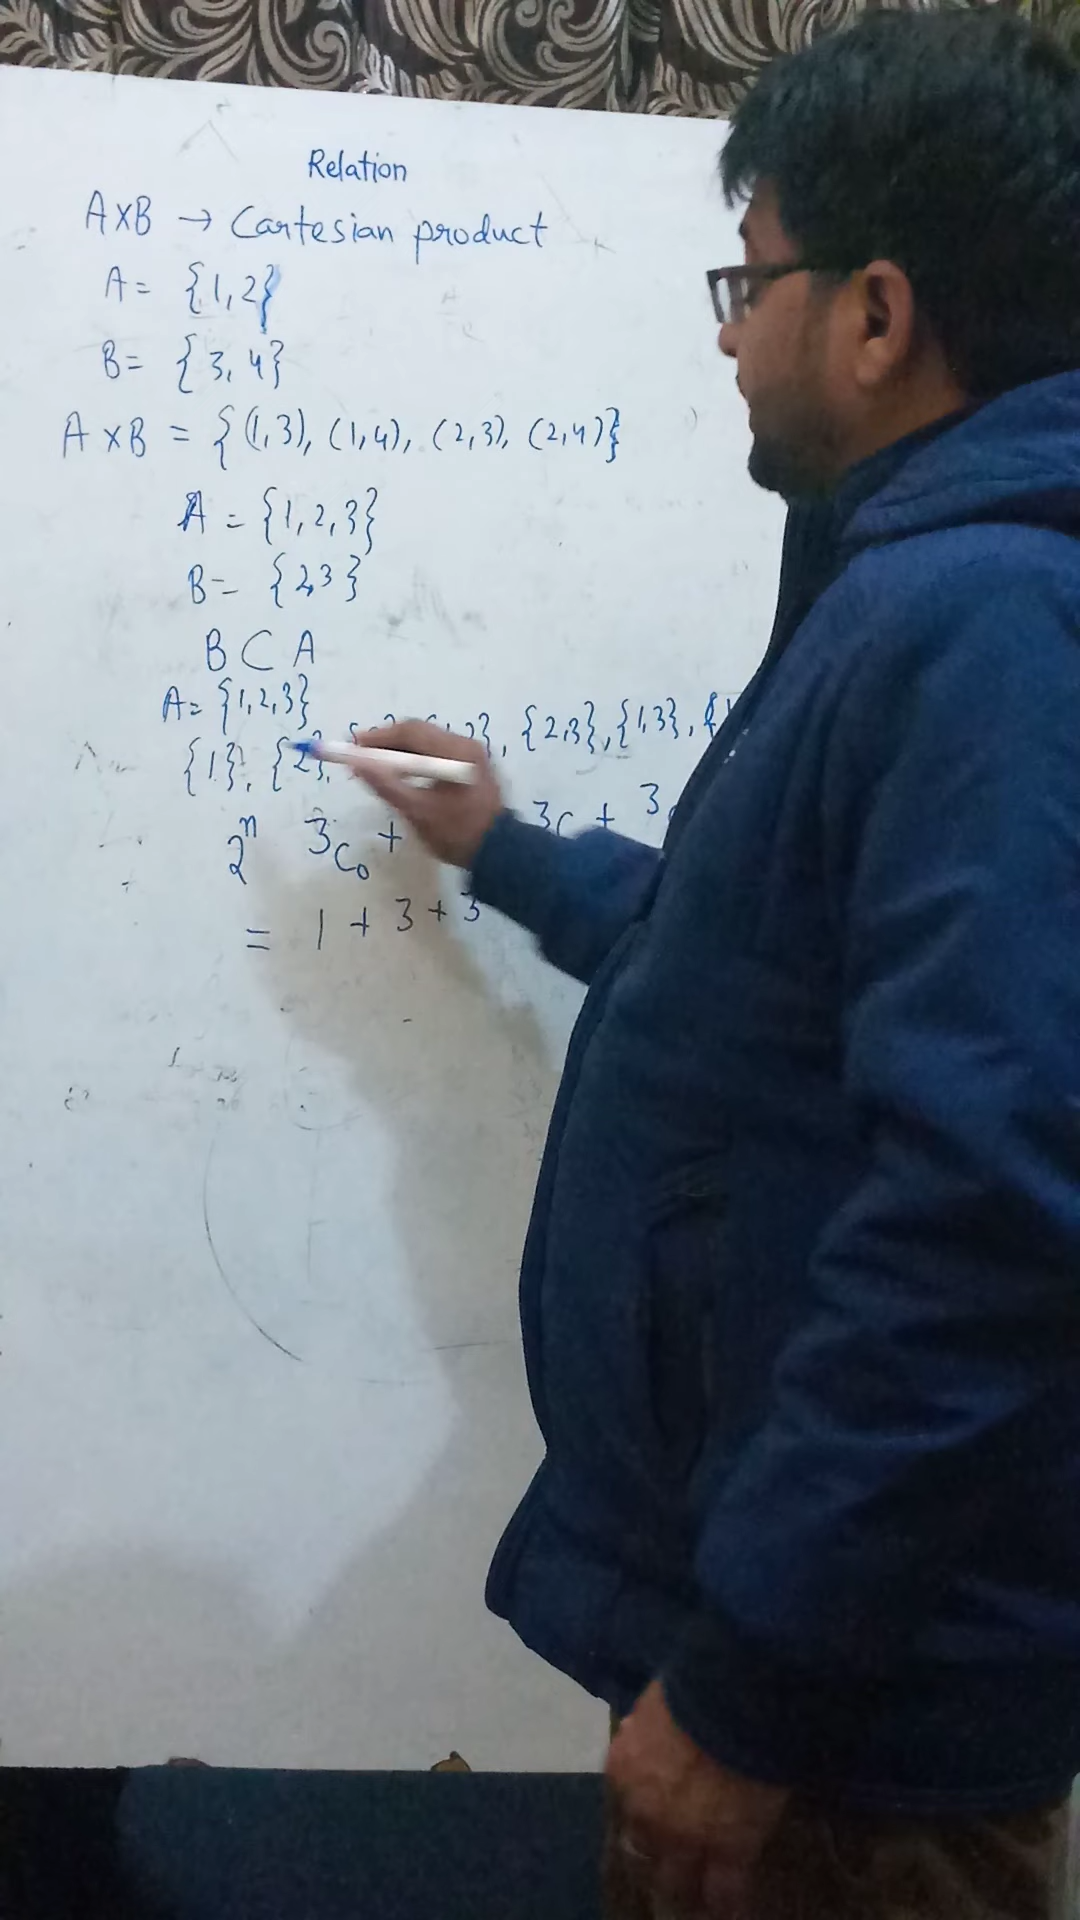 Relation
A×B → Cartesian product
A= {1,2}
B= {3,4}
A×B = {(1,3), (1,4), (2,3), (2,4)}
A = {1,2,3}
B= {2,3}
B ⊂ A
A= {1,2,3}
{1}, {2}, {2,3}, {1,3}, {1
2ⁿ 3C₀ + 3C + 3
= 1 + 3 + 3